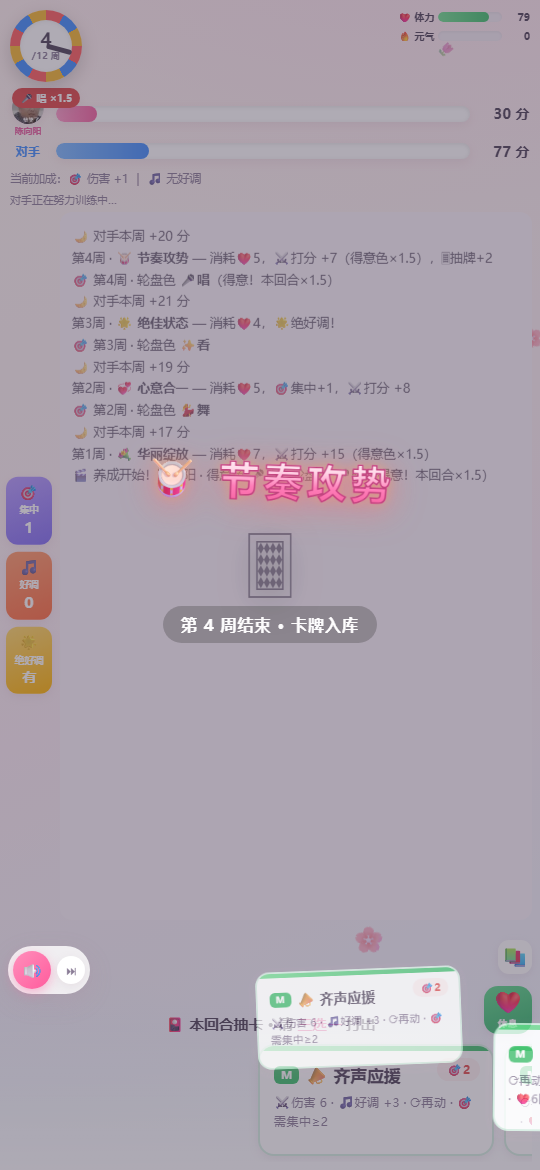 体力 79
4
/12 周
元气 0
唱 ×1.5
30 分
陈向阳
对手
77 分
当前加成: 伤害 +1 | 无好调
对手正在努力训练中...
对手本周 +20 分
第4周 · 节奏攻势 — 消耗 5, 打分 +7（得意色×1.5）, 抽牌+2
第4周 · 轮盘色 唱（得意！本回合×1.5）
对手本周 +21 分
第3周 · 绝佳状态 — 消耗 4, 绝好调!
第3周 · 轮盘色 香
对手本周 +19 分
第2周 · 心意合一 — 消耗 5, 集中+1, 打分 +8
第2周 · 轮盘色 舞
对手本周 +17 分
第1周 · 华丽绽放 — 消耗 7, 打分 +15（得意色×1.5）
养成开始! 阳 · 得 意! 本回合×1.5）
节奏攻势
集中
1
第 4 周结束 • 卡牌入库
好调
0
绝好调
有
M 齐声应援 2
本回合抽卡
伤害 6 · 好调 +3 · 再动 ·
需集中≥2
M
M 齐声应援 2
伤害 6 · 好调 +3 · 再动 ·
需集中≥2